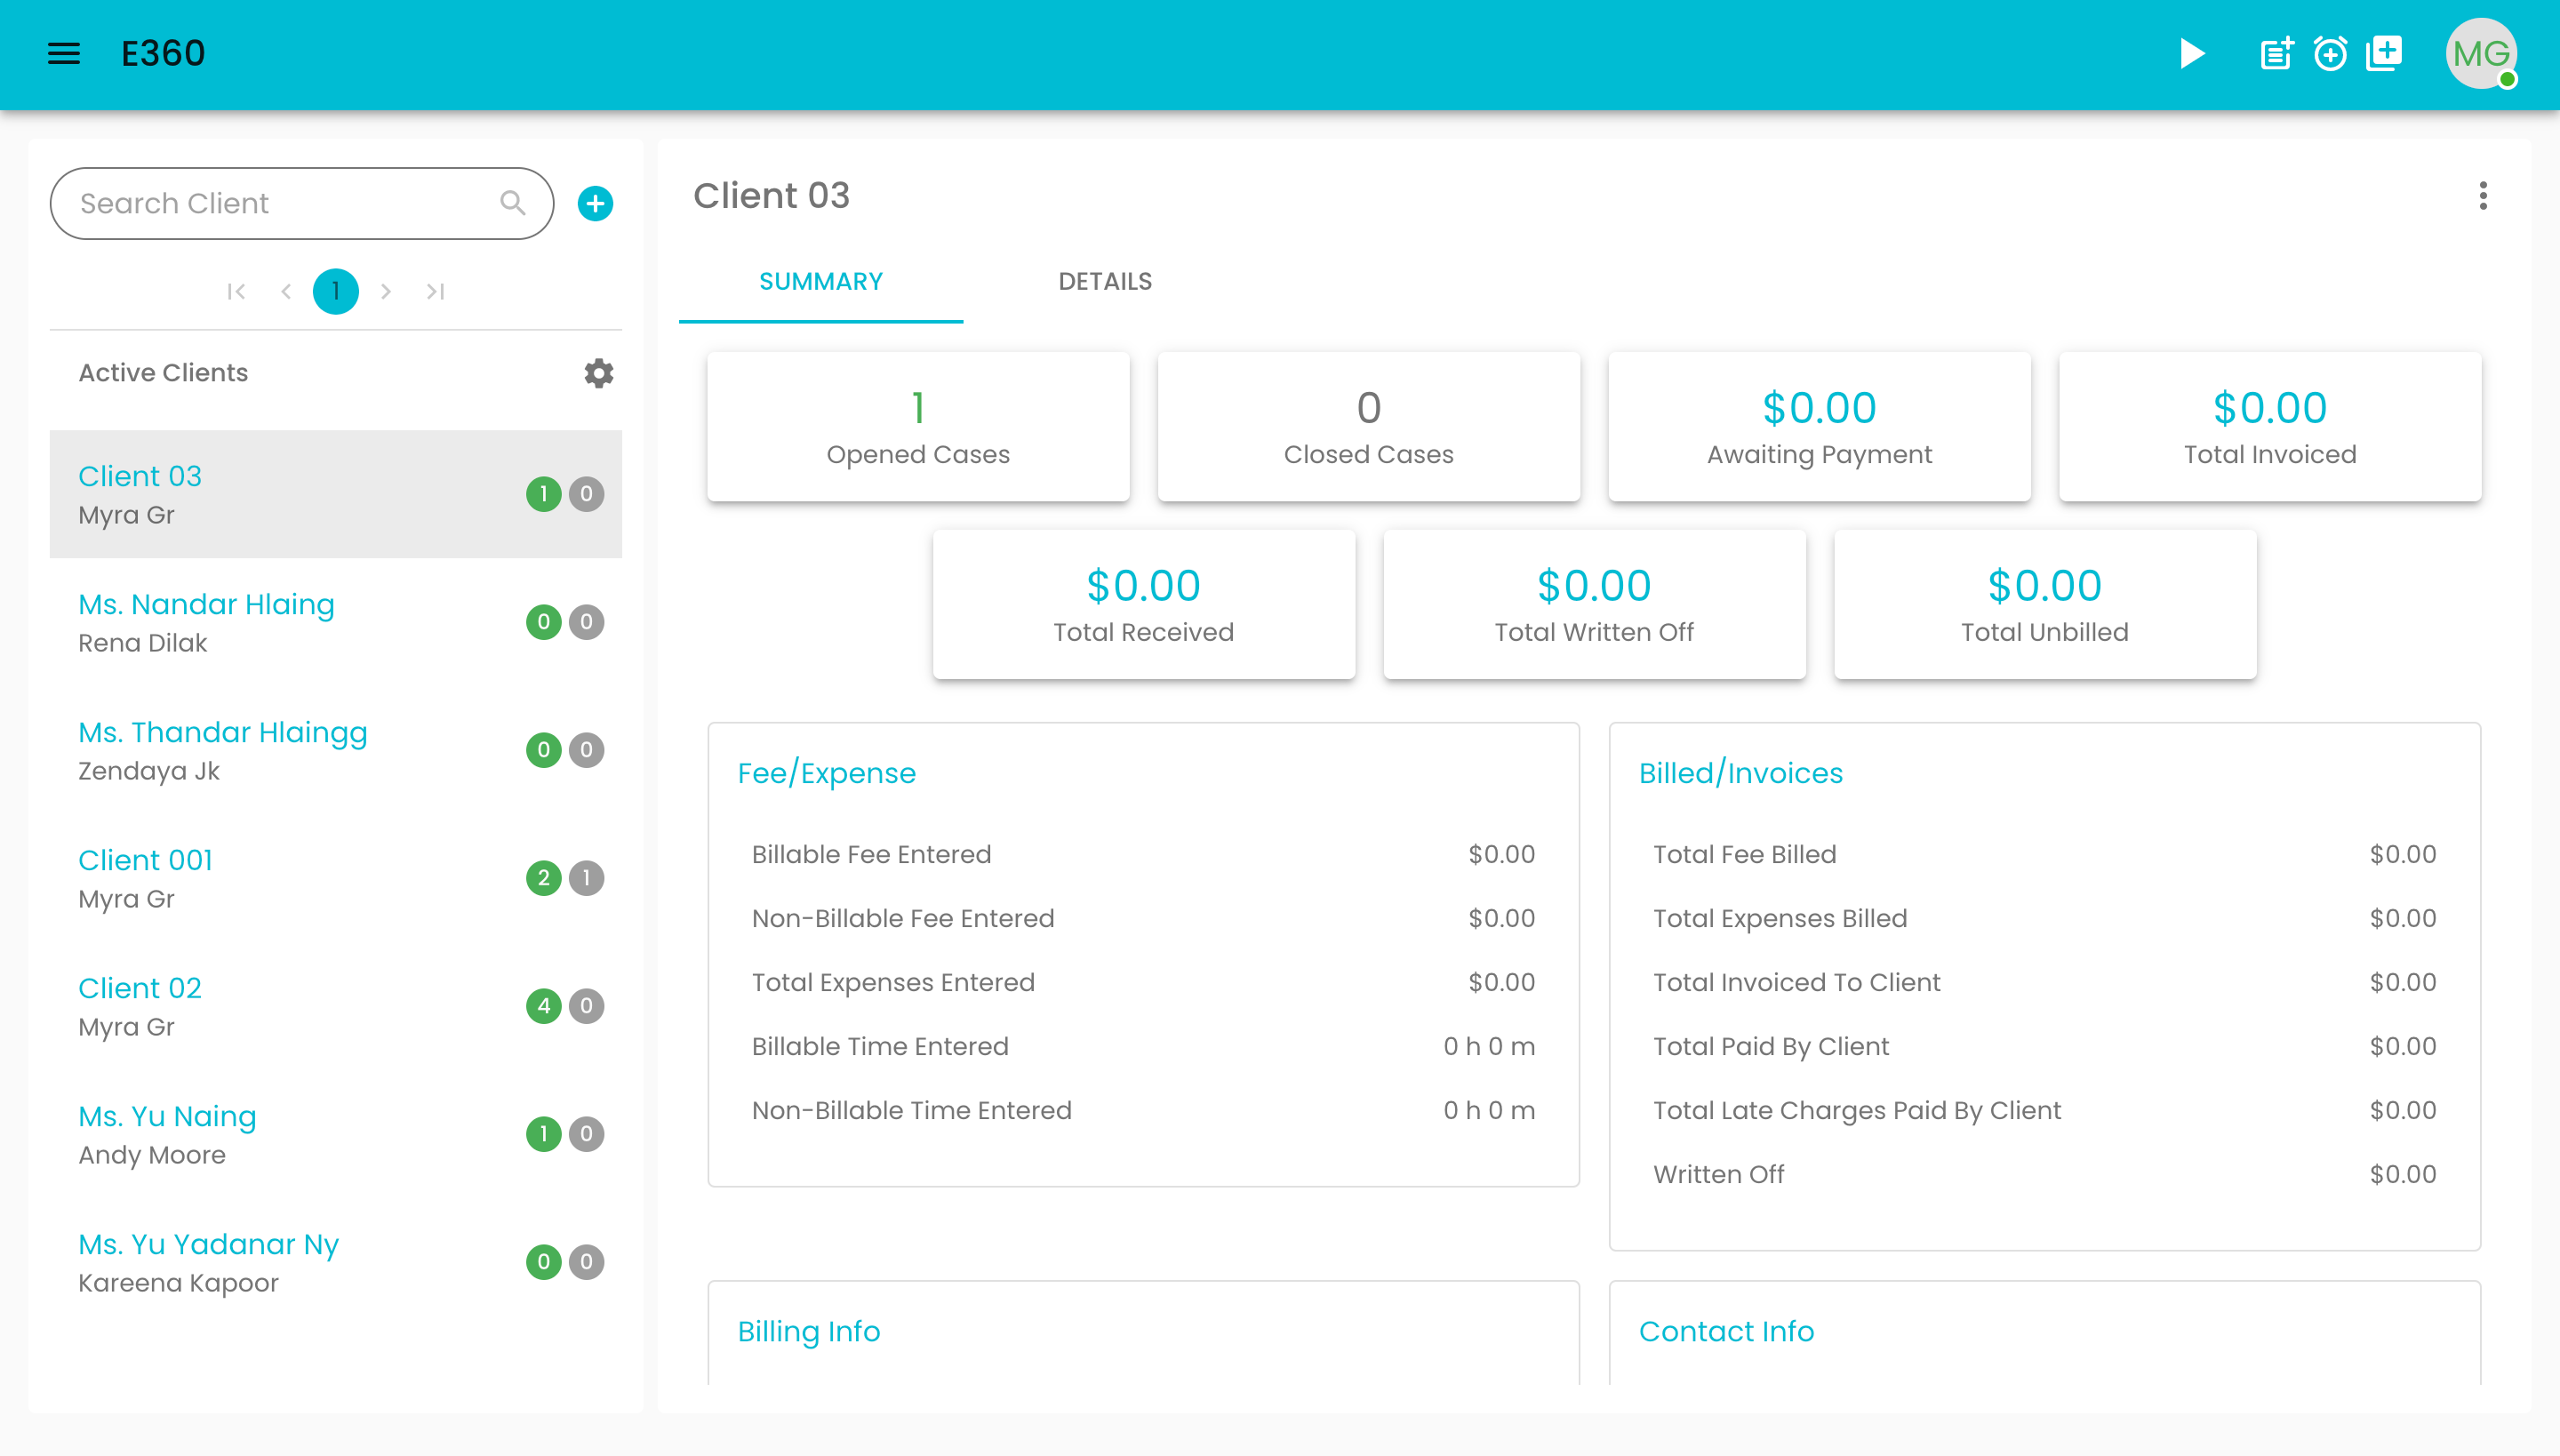 E360
MG
Search Client
1
Active Clients
Client 03
Myra Gr
1 0
Ms. Nandar Hlaing
Rena Dilak
0 0
Ms. Thandar Hlaingg
Zendaya Jk
0 0
Client 001
Myra Gr
2 1
Client 02
Myra Gr
4 0
Ms. Yu Naing
Andy Moore
1 0
Ms. Yu Yadanar Ny
Kareena Kapoor
0 0
Client 03
SUMMARY DETAILS
1
Opened Cases
0
Closed Cases
$0.00
Awaiting Payment
$0.00
Total Invoiced
$0.00
Total Received
$0.00
Total Written Off
$0.00
Total Unbilled
Fee/Expense
Billable Fee Entered $0.00
Non-Billable Fee Entered $0.00
Total Expenses Entered $0.00
Billable Time Entered 0 h 0 m
Non-Billable Time Entered 0 h 0 m
Billed/Invoices
Total Fee Billed $0.00
Total Expenses Billed $0.00
Total Invoiced To Client $0.00
Total Paid By Client $0.00
Total Late Charges Paid By Client $0.00
Written Off $0.00
Billing Info
Contact Info